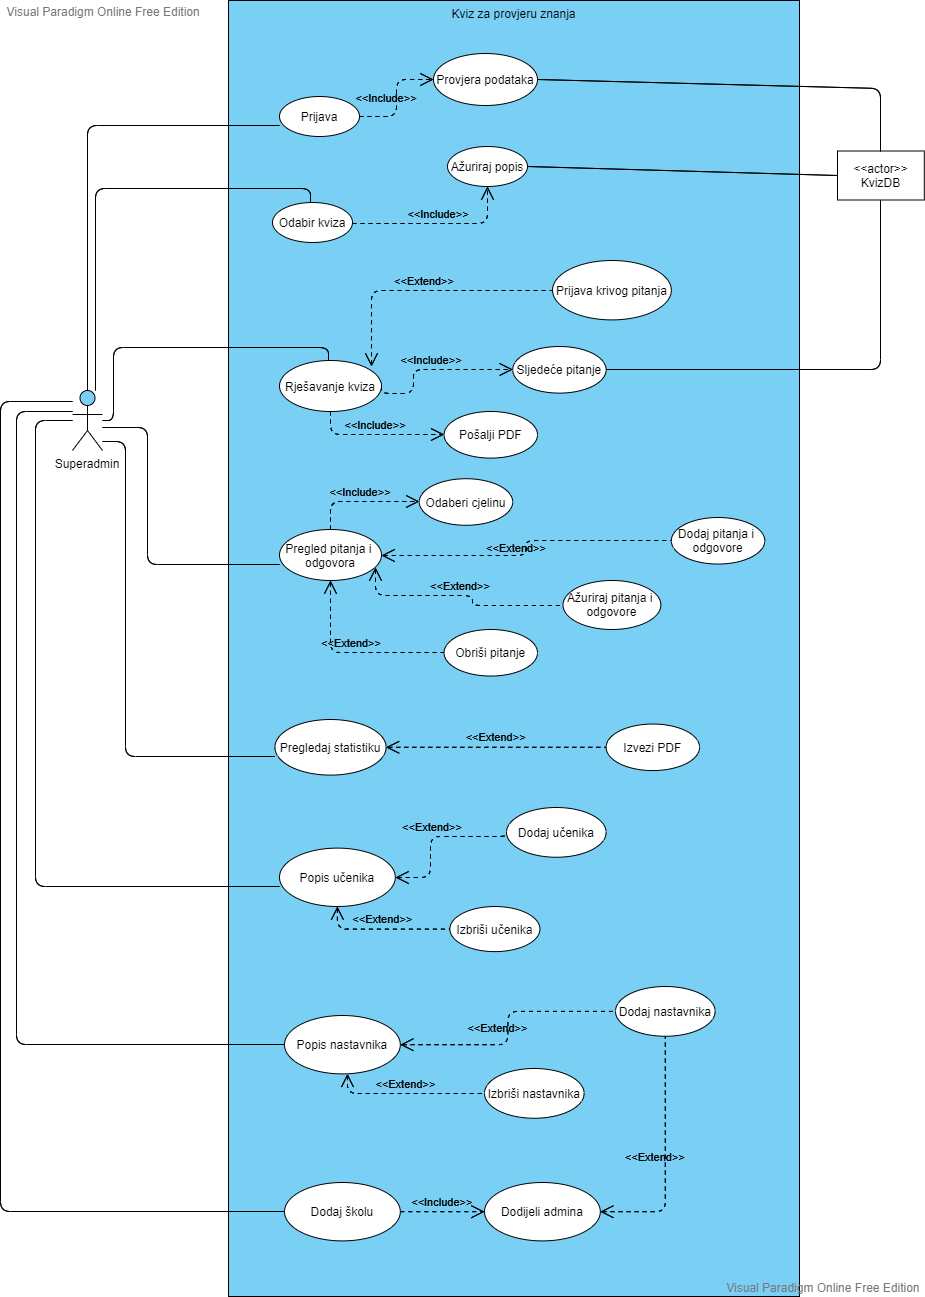 Visual Paradigm Online Free Edition
Kviz za provjeru znanja
Provjera podataka
<<Include>>
Prijava
Ažuriraj popis
<<actor>>
KvizDB
<<Include>>
Odabir kviza
<<Extend>>
Prijava krivog pitanja
<<Include>>
Sljedeće pitanje
Rješavanje kviza
<<Include>>
Pošalji PDF
Superadmin
<<Include>>
Odaberi cjelinu
Pregled pitanja i
odgovora
<<Extend>>
Dodaj pitanja i
odgovore
<<Extend>>
Ažuriraj pitanja i
odgovore
<<Extend>>
Obriši pitanje
<<Extend>>
Pregledaj statistiku
Izvezi PDF
<<Extend>>
Dodaj učenika
Popis učenika
<<Extend>>
Izbriši učenika
Dodaj nastavnika
<<Extend>>
Popis nastavnika
<<Extend>>
Izbriši nastavnika
<<Extend>>
<<Include>>
Dodaj školu
Dodijeli admina
Visual Paradigm Online Free Edition